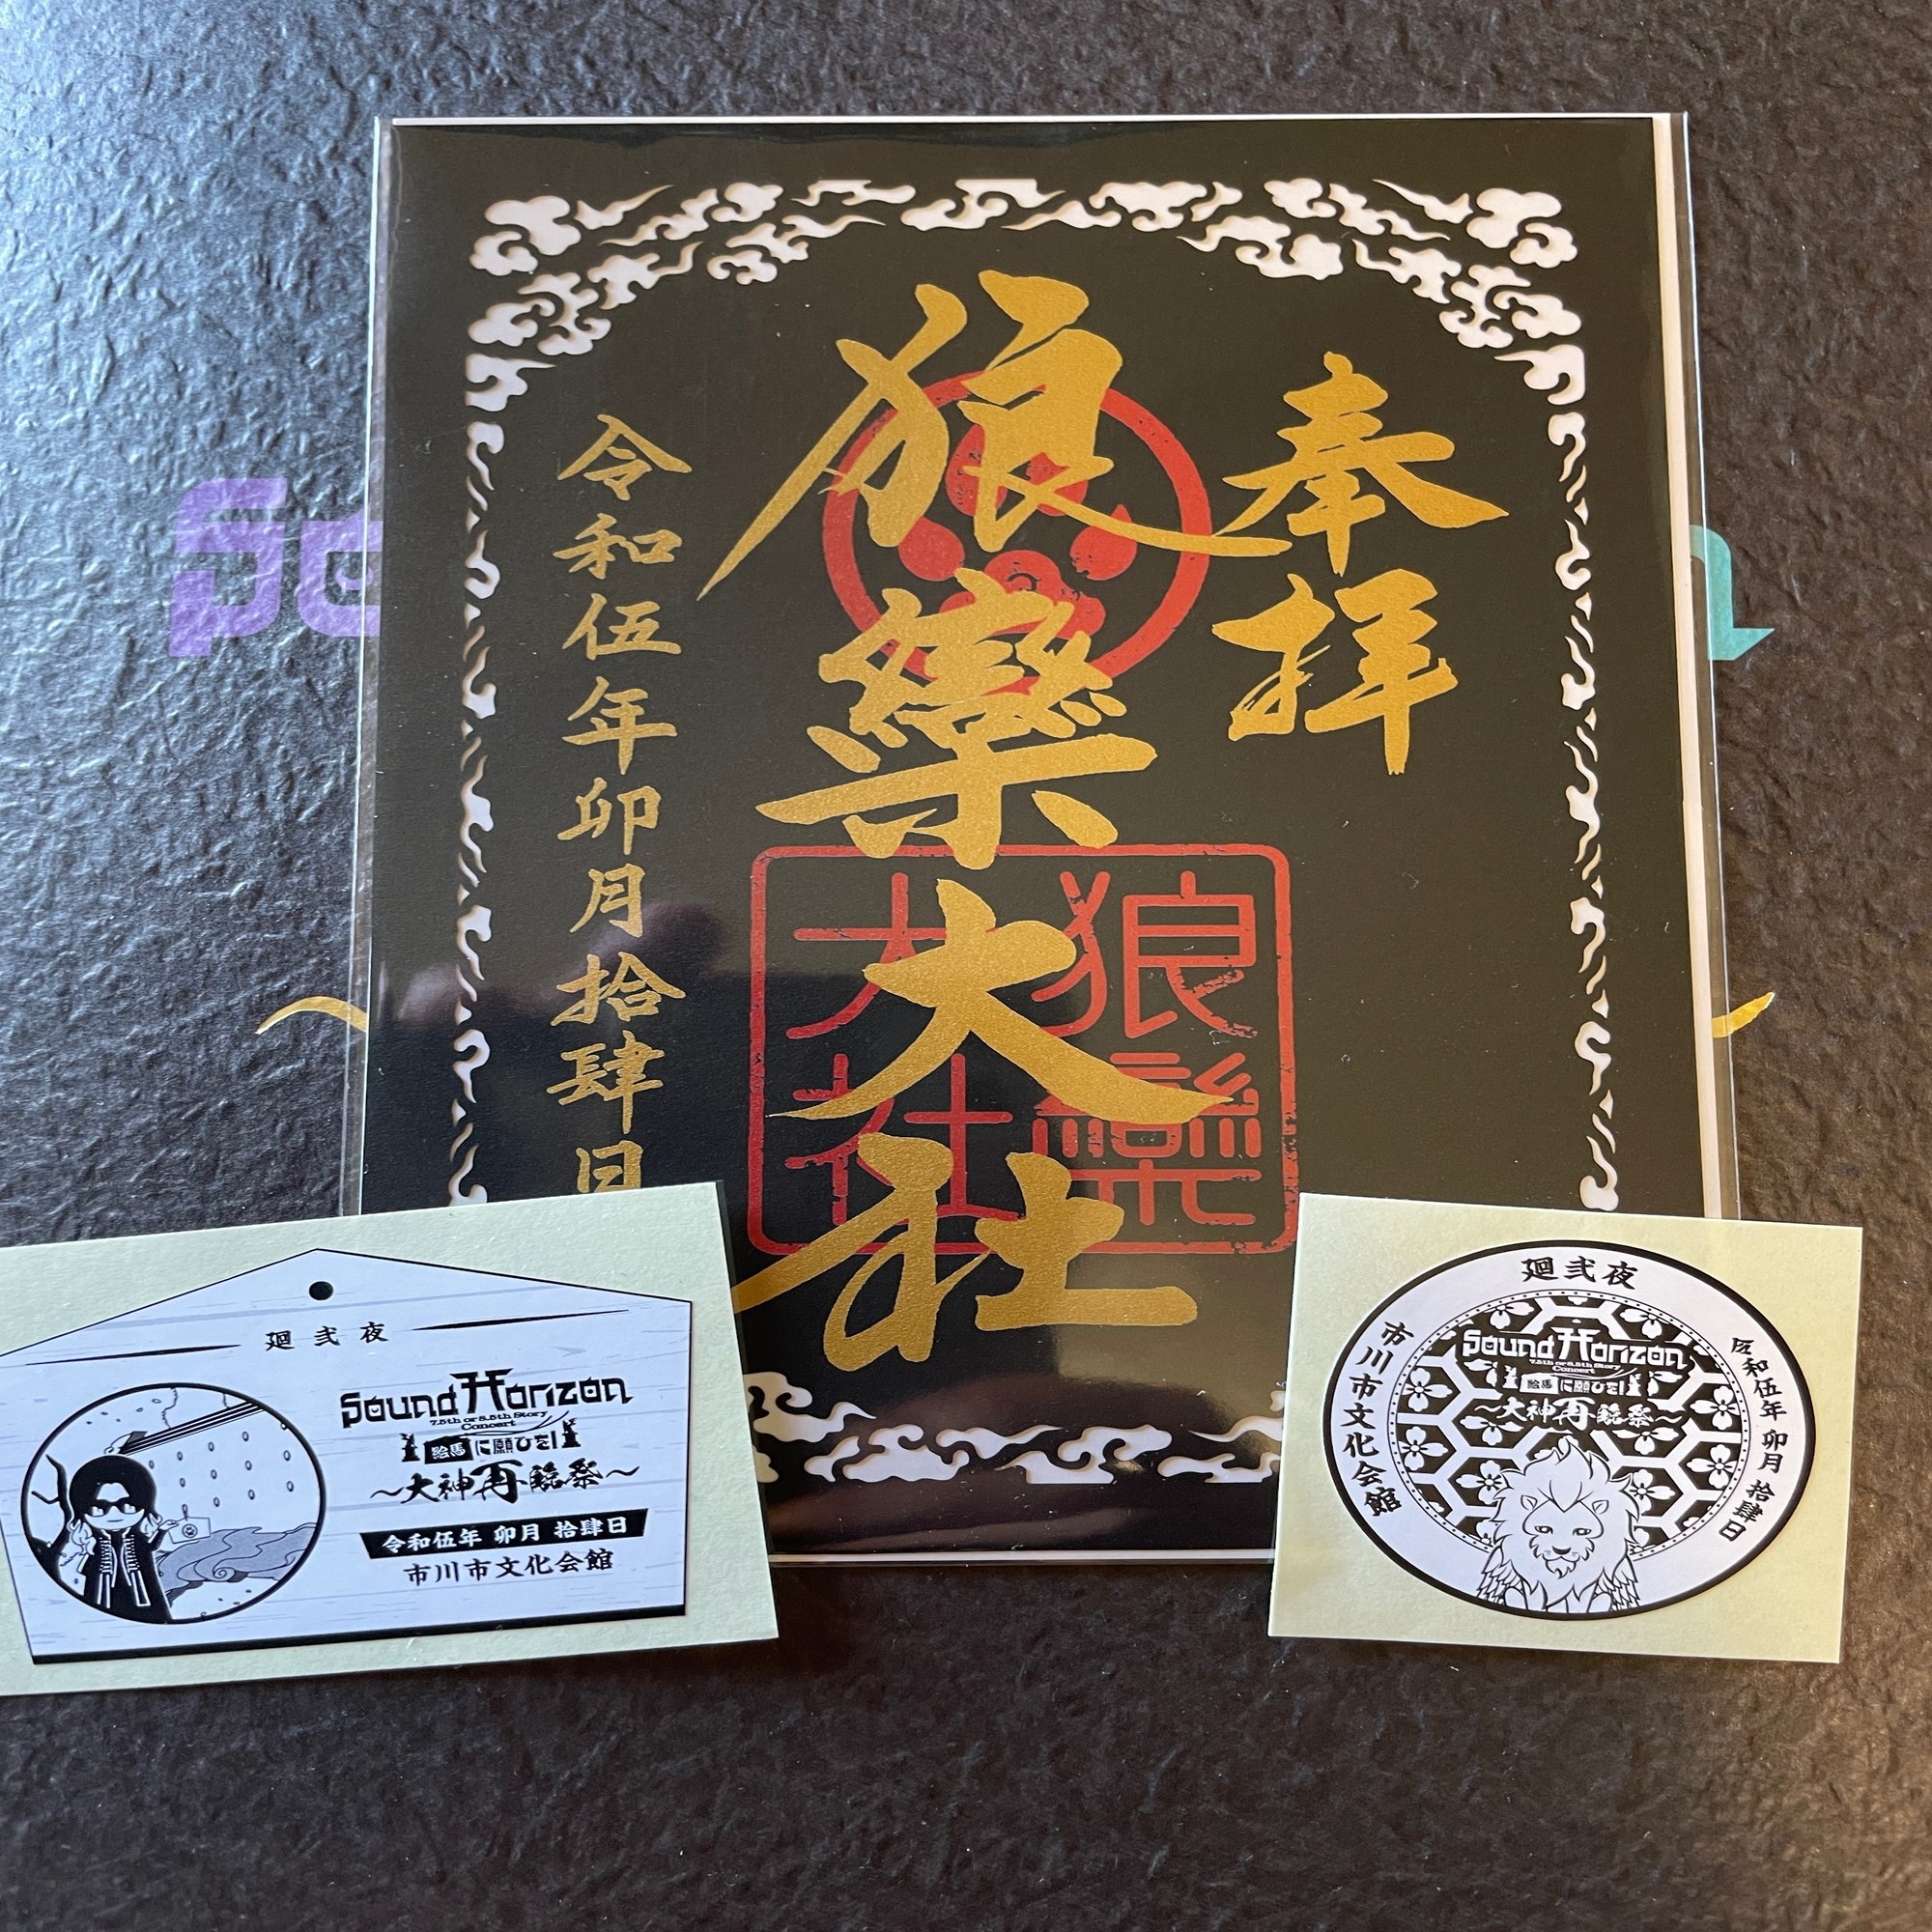 奉拝
狼欒大社
令和伍年卯月拾肆日
狼欒
大社
廻弐夜
Sound Horizon
7.5th or 8.5th Story
Concert
絵馬に願ひを!
～大神再臨祭～
令和伍年 卯月 拾肆日
市川市文化会館
廻弐夜
市川市文化会館
令和伍年 卯月 拾肆日
Sound Horizon
7.5th or 8.5th Story
Concert
絵馬に願ひを!
～大神再臨祭～